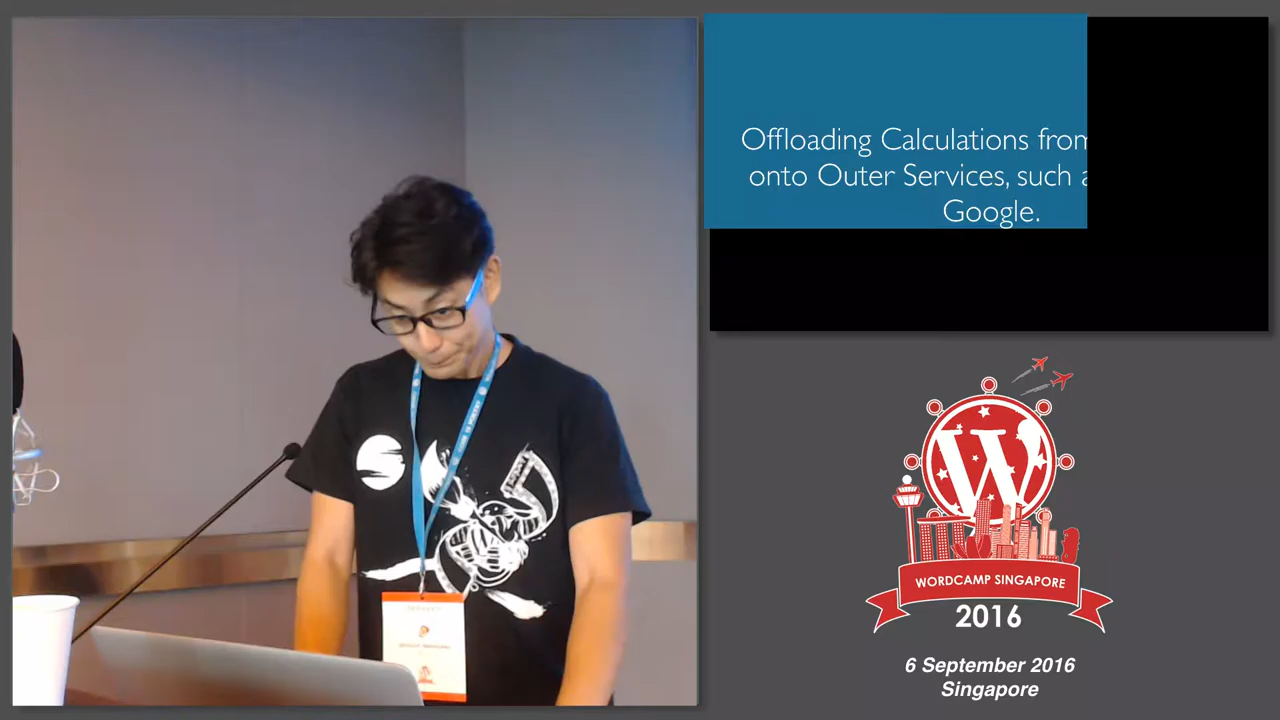 Offloading Calculations from
onto Outer Services, such a
Google.
WORDCAMP SINGAPORE
2016
6 September 2016
Singapore